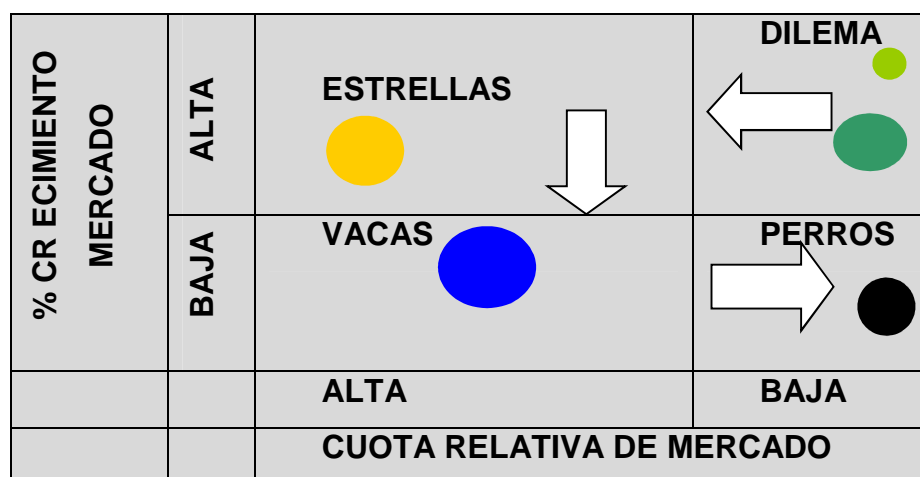 % CR ECIMIENTO
MERCADO
ALTA
ESTRELLAS
DILEMA
BAJA
VACAS
PERROS
ALTA
BAJA
CUOTA RELATIVA DE MERCADO